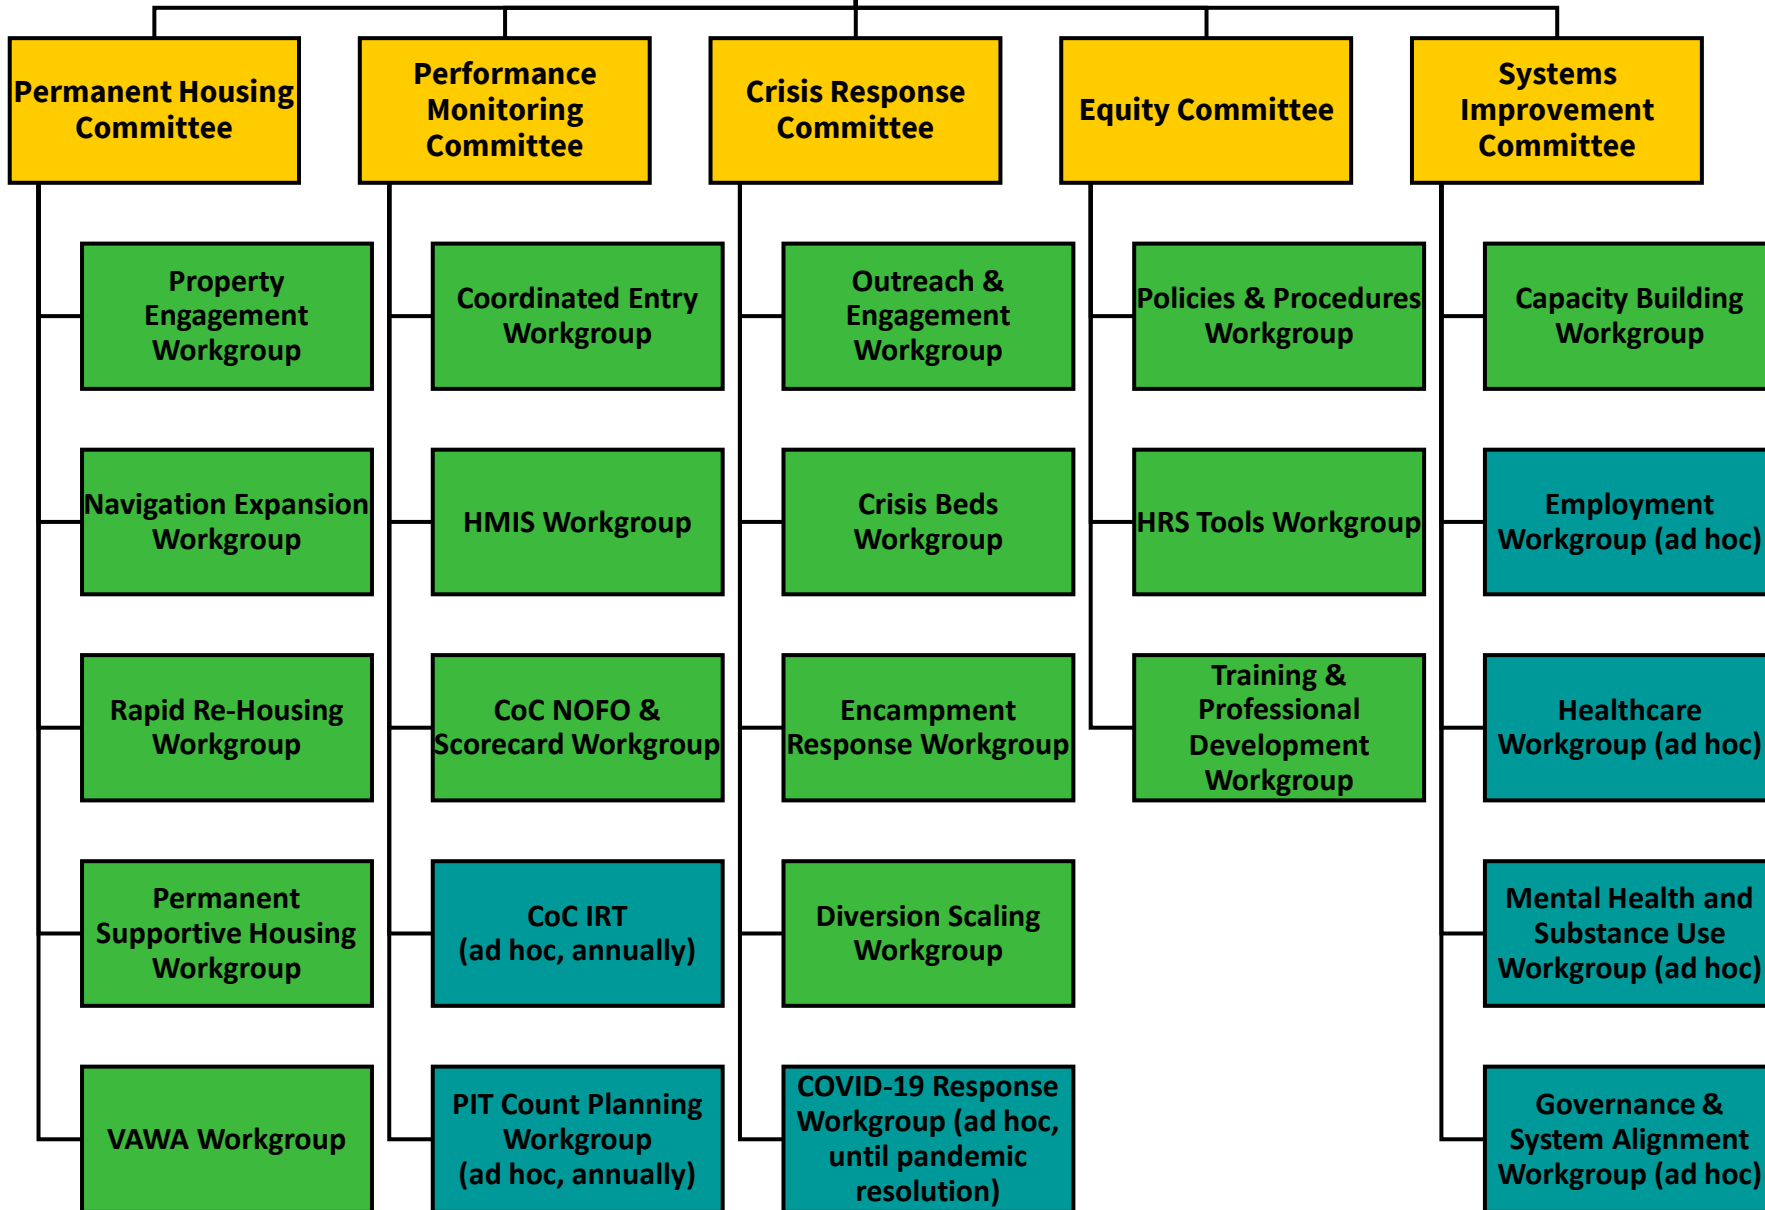 Permanent Housing
Committee
Performance
Monitoring
Committee
Crisis Response
Committee
Equity Committee
Systems
Improvement
Committee
Property
Engagement
Workgroup
Navigation Expansion
Workgroup
Rapid Re-Housing
Workgroup
Permanent
Supportive Housing
Workgroup
VAWA Workgroup
Coordinated Entry
Workgroup
HMIS Workgroup
CoC NOFO &
Scorecard Workgroup
CoC IRT
(ad hoc, annually)
PIT Count Planning
Workgroup
(ad hoc, annually)
Outreach &
Engagement
Workgroup
Crisis Beds
Workgroup
Encampment
Response Workgroup
Diversion Scaling
Workgroup
COVID-19 Response
Workgroup (ad hoc,
until pandemic
resolution)
Policies & Procedures
Workgroup
HRS Tools Workgroup
Training &
Professional
Development
Workgroup
Capacity Building
Workgroup
Employment
Workgroup (ad hoc)
Healthcare
Workgroup (ad hoc)
Mental Health and
Substance Use
Workgroup (ad hoc)
Governance &
System Alignment
Workgroup (ad hoc)